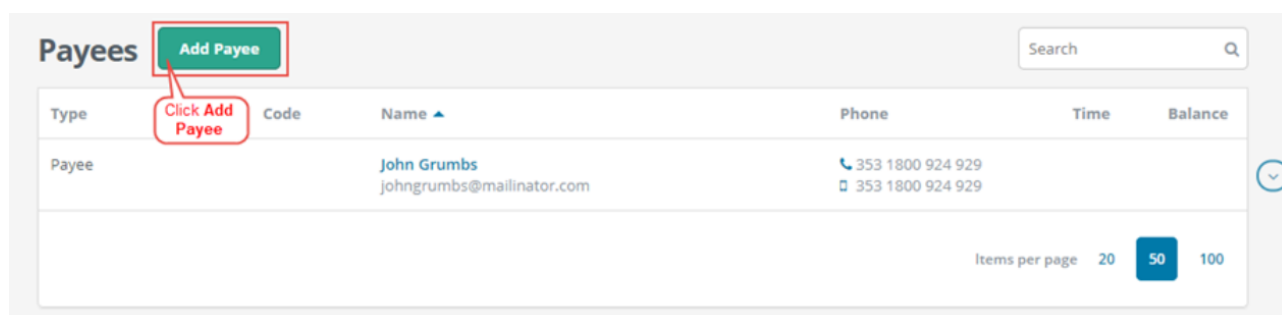 Payees
Add Payee
Search
Click Add
Payee
Type
Code
Name
Phone
Time
Balance
Payee
John Grumbs
353 1800 924 929
johngrumbs@mailinator.com
353 1800 924 929
Items per page 20 50 100